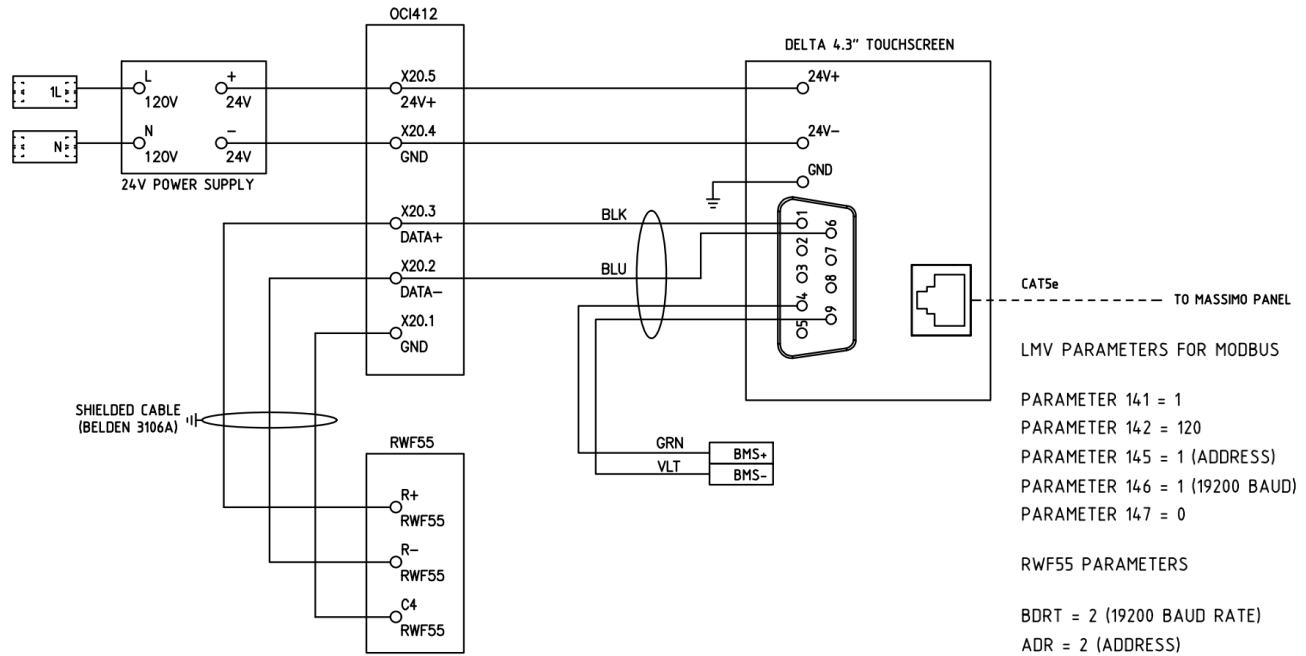 OCI412
DELTA 4.3" TOUCHSCREEN
1L
L
120V
+
24V
X20.5
24V+
24V+
N
N
120V
-
24V
X20.4
GND
24V-
24V POWER SUPPLY
GND
X20.3
DATA+
BLK
1
6
2
7
X20.2
DATA-
BLU
3
8
4
9
5
X20.1
GND
CAT5e
TO MASSIMO PANEL
LMV PARAMETERS FOR MODBUS
PARAMETER 141 = 1
PARAMETER 142 = 120
PARAMETER 145 = 1 (ADDRESS)
PARAMETER 146 = 1 (19200 BAUD)
PARAMETER 147 = 0
SHIELDED CABLE
(BELDEN 3106A)
RWF55
GRN
BMS+
VLT
BMS-
R+
RWF55
R-
RWF55
C4
RWF55
RWF55 PARAMETERS
BDRT = 2 (19200 BAUD RATE)
ADR = 2 (ADDRESS)